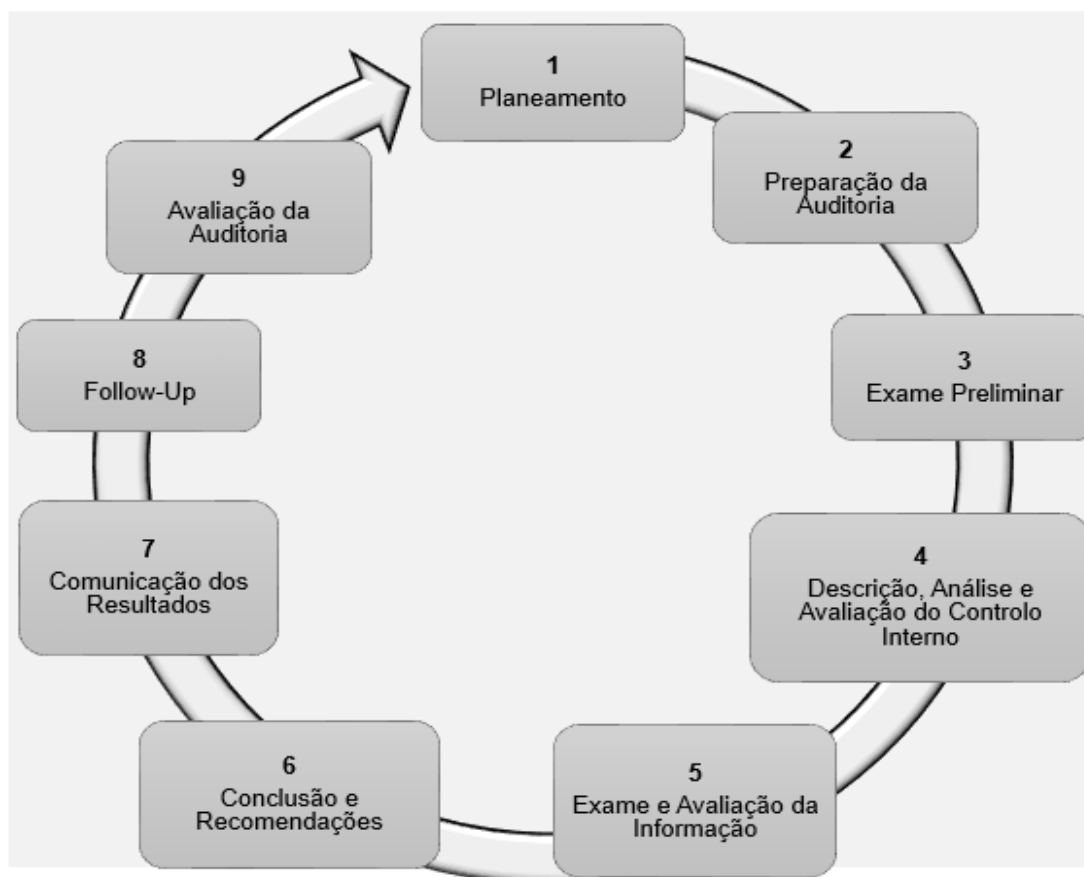 1
Planeamento
2
Preparação da
Auditoria
3
Exame Preliminar
4
Descrição, Análise e
Avaliação do Controlo
Interno
5
Exame e Avaliação da
Informação
6
Conclusão e
Recomendações
7
Comunicação dos
Resultados
8
Follow-Up
9
Avaliação da
Auditoria